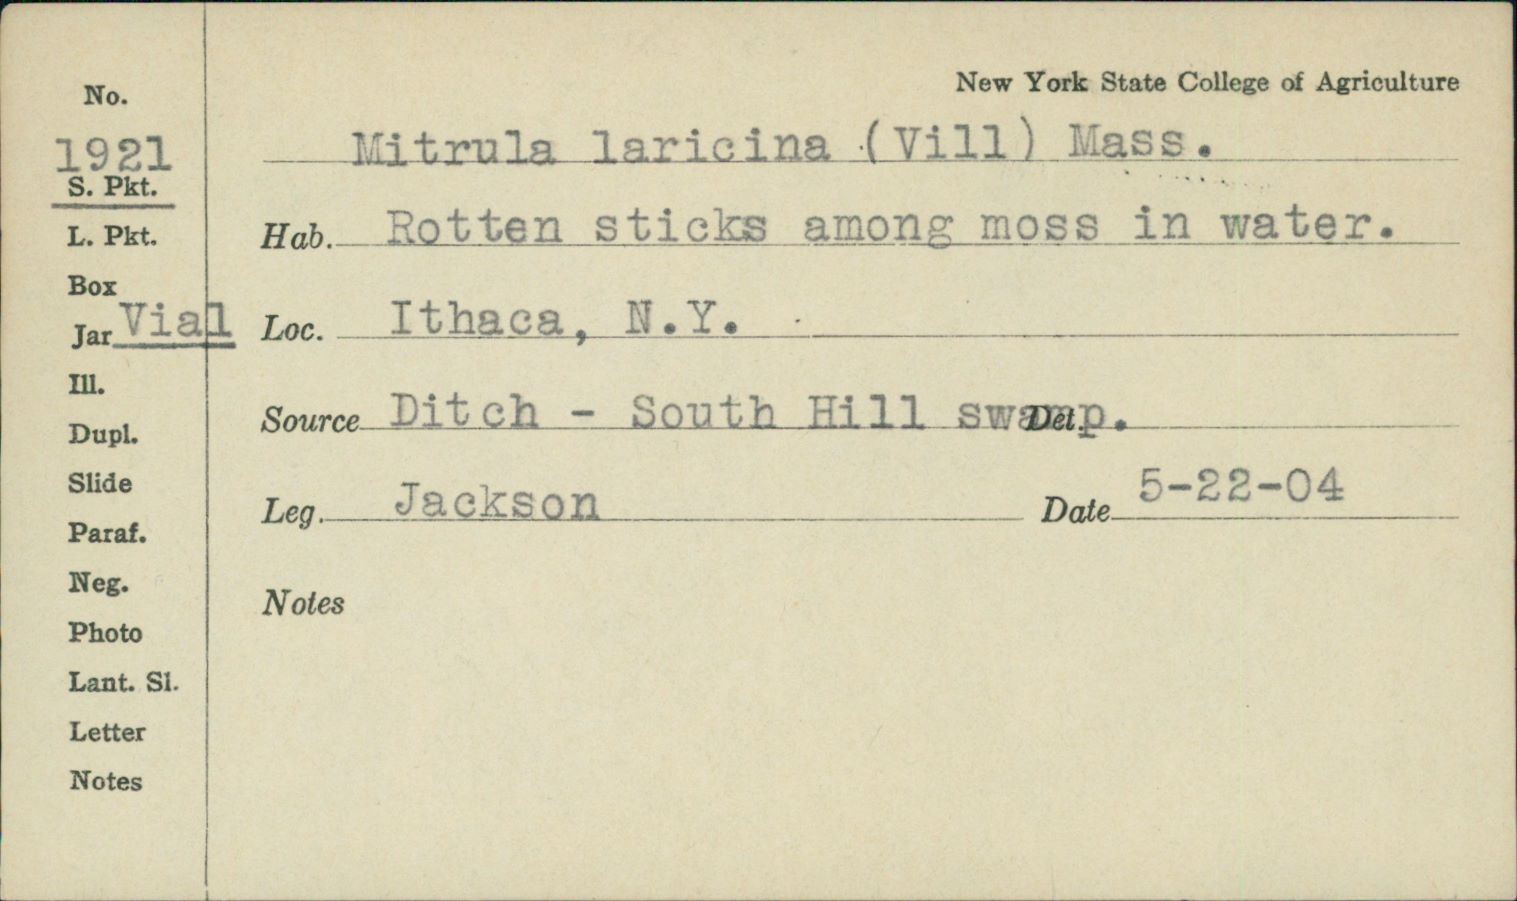 New York State College of Agriculture
No.
1921
S. Pkt.
L. Pkt.
Box
Jar Vial
Ill.
Dupl.
Slide
Paraf.
Neg.
Photo
Lant. Sl.
Letter
Notes
Mitrula laricina (Vill) Mass.
Hab. Rotten sticks among moss in water.
Loc. Ithaca, N.Y.
Source Ditch - South Hill swamp. Det.
Leg. Jackson Date 5-22-04
Notes